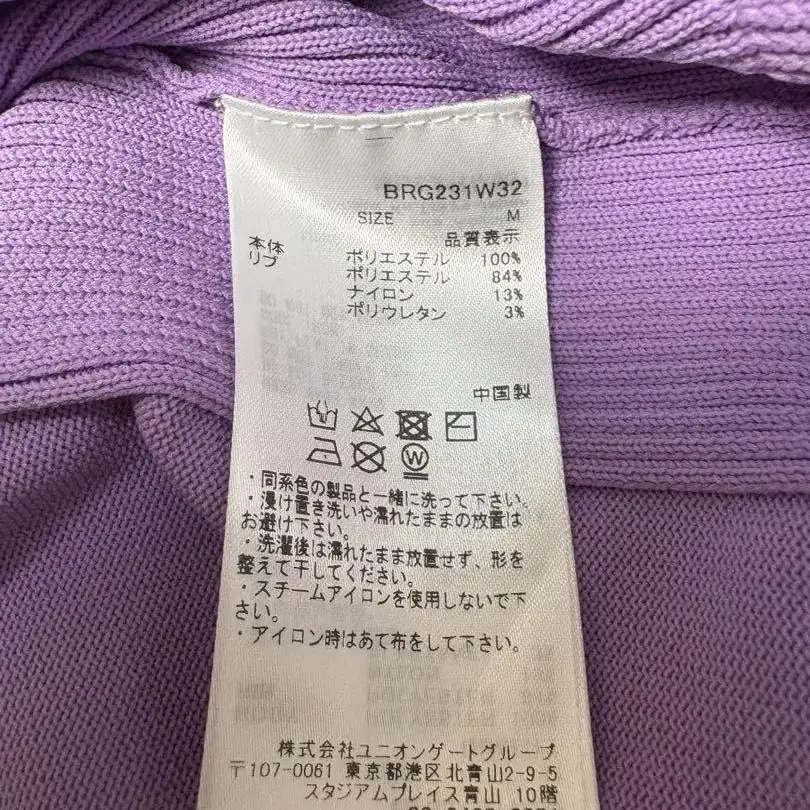 BRG231W32
SIZE M
品質表示
本体 ポリエステル 100%
リブ ポリエステル 84%
ナイロン 13%
ポリウレタン 3%
中国製
W
・同系色の製品と一緒に洗って下さい。
・浸け置き洗いや濡れたままの放置は
お避け下さい。
・洗濯後は濡れたまま放置せず、形を
整えて干してください。
・スチームアイロンを使用しないで下
さい。
・アイロン時はあて布をして下さい。
株式会社ユニオンゲートグループ
〒107-0061 東京都港区北青山2-9-5
スタジアムプレイス青山 10階